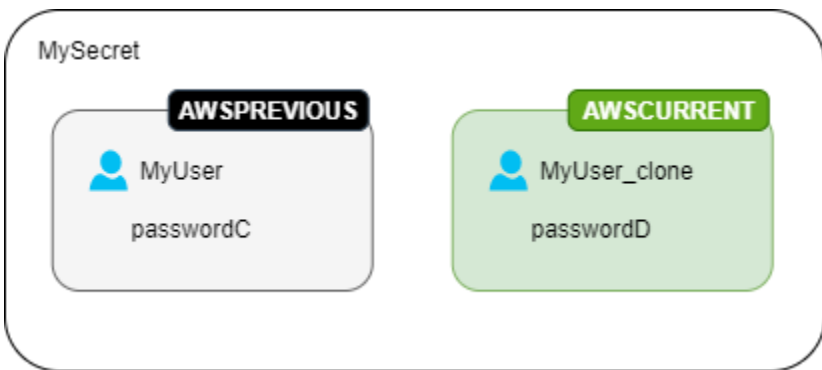 MySecret
AWSPREVIOUS
MyUser
passwordC
AWSCURRENT
MyUser_clone
passwordD